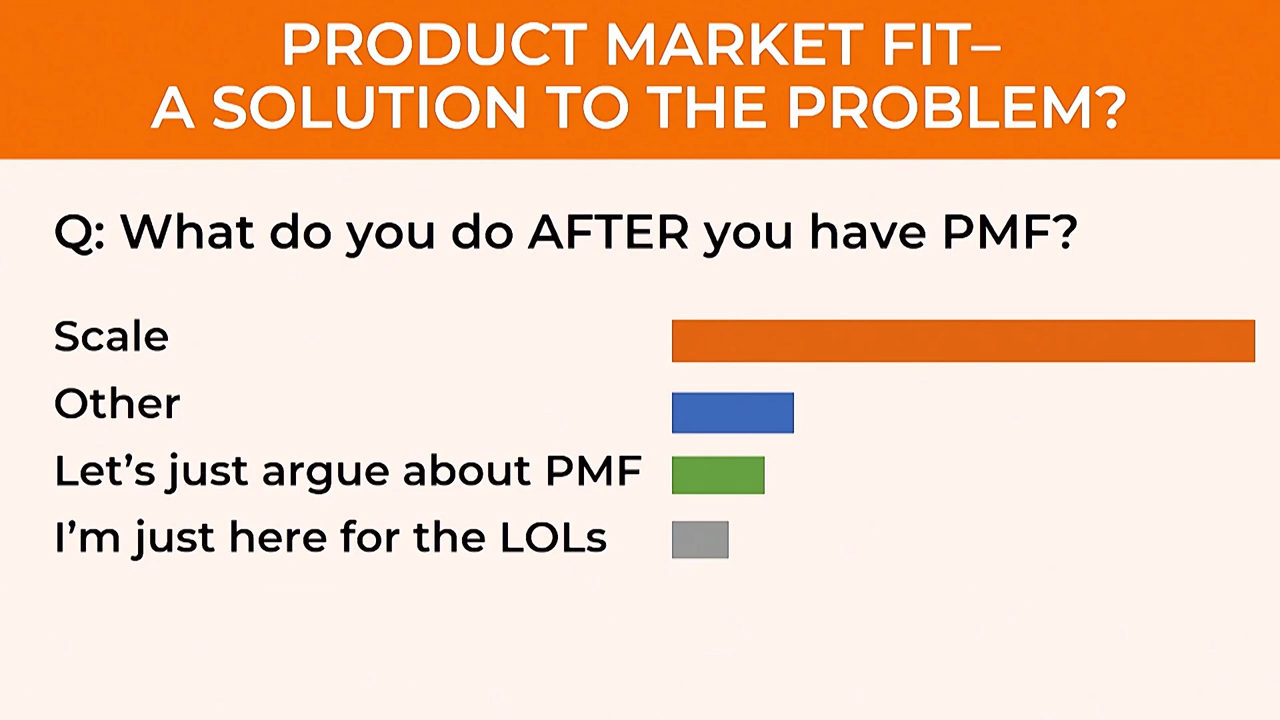 PRODUCT MARKET FIT–
A SOLUTION TO THE PROBLEM?
Q: What do you do AFTER you have PMF?
Scale
Other
Let’s just argue about PMF
I’m just here for the LOLs